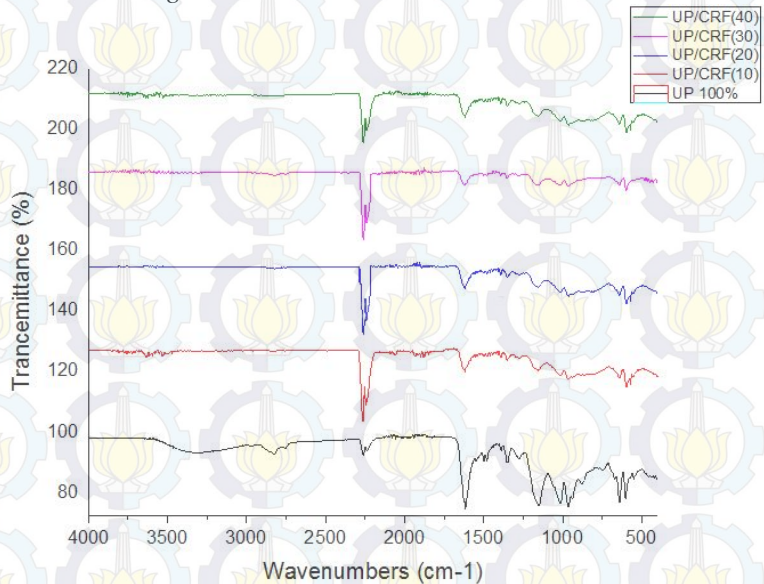 UP/CRF(40)
UP/CRF(30)
UP/CRF(20)
UP/CRF(10)
UP 100%
220
200
180
160
140
120
100
80
4000 3500 3000 2500 2000 1500 1000 500
Trancemittance (%)
Wavenumbers (cm-1)